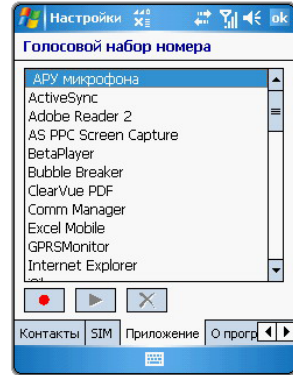 Настройки
ok
Голосовой набор номера
АРУ микрофона
ActiveSync
Adobe Reader 2
AS PPC Screen Capture
BetaPlayer
Bubble Breaker
ClearVue PDF
Comm Manager
Excel Mobile
GPRSMonitor
Internet Explorer
Контакты SIM Приложение О прогр